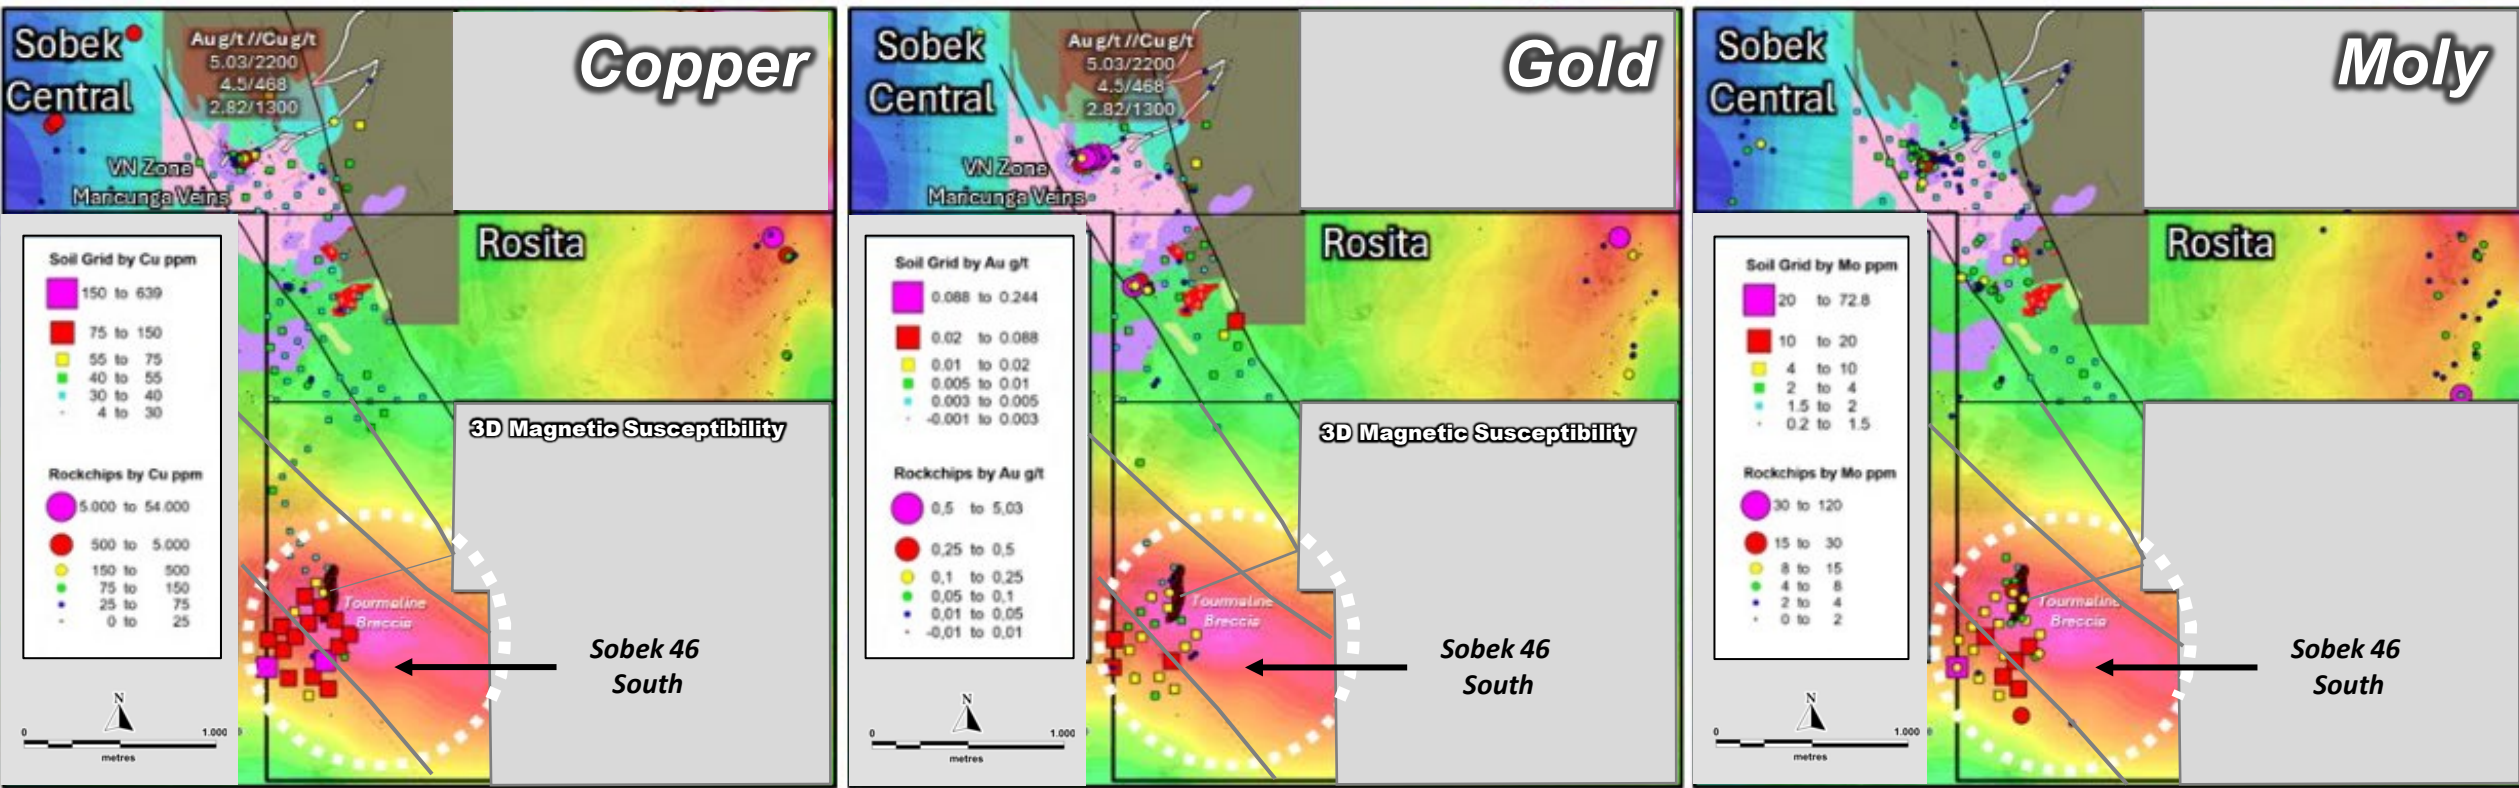 Sobek
Central
Au g/t //Cu g/t
5.03/2200
4.5/468
2.82/1300
Copper
VN Zone
Maricunga Veins
Rosita
Soil Grid by Cu ppm
150 to 639
75 to 150
55 to 75
40 to 55
30 to 40
4 to 30
Rockchips by Cu ppm
5.000 to 54.000
500 to 5.000
150 to 500
75 to 150
25 to 75
0 to 25
3D Magnetic Susceptibility
Tourmaline
Breccia
Sobek 46
South
N
0 1.000
metres
Sobek
Central
Au g/t //Cu g/t
5.03/2200
4.5/468
2.82/1300
Gold
VN Zone
Maricunga Veins
Rosita
Soil Grid by Au g/t
0.088 to 0.244
0.02 to 0.088
0.01 to 0.02
0.005 to 0.01
0.003 to 0.005
-0.001 to 0.003
Rockchips by Au g/t
0,5 to 5,03
0,25 to 0,5
0,1 to 0,25
0,05 to 0,1
0,01 to 0,05
-0,01 to 0,01
3D Magnetic Susceptibility
Tourmaline
Breccia
Sobek 46
South
N
0 1.000
metres
Sobek
Central
Moly
Rosita
Soil Grid by Mo ppm
20 to 72.8
10 to 20
4 to 10
2 to 4
1.5 to 2
0.2 to 1.5
Rockchips by Mo ppm
30 to 120
15 to 30
8 to 15
4 to 8
2 to 4
0 to 2
Tourmaline
Breccia
Sobek 46
South
N
0 1.000
metres